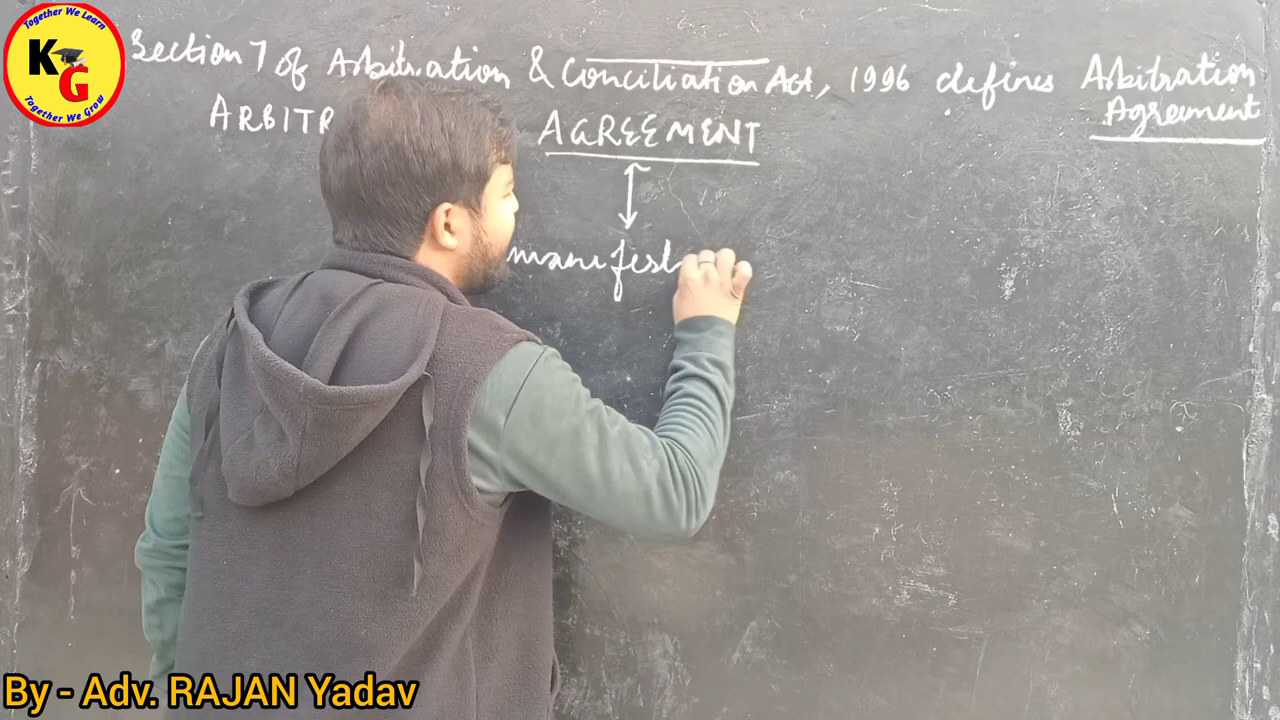 Together We Learn
KG
Together We Grow
Section 7 of Arbitration & Conciliation Act, 1996 defines Arbitration
Agreement
ARBITR AGREEMENT
manifest
By - Adv. RAJAN Yadav